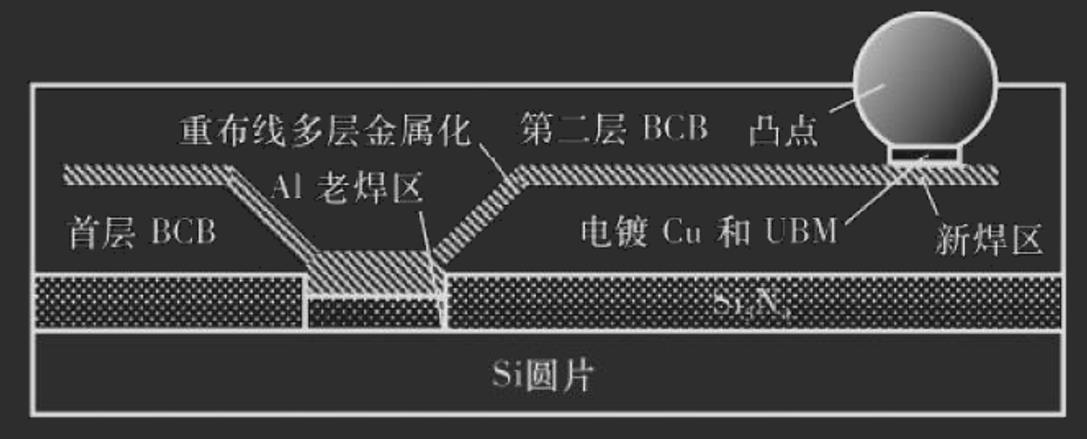 重布线多层金属化
第二层 BCB
凸点
Al 老焊区
首层 BCB
电镀 Cu 和 UBM
新焊区
Si₃N₄
Si圆片